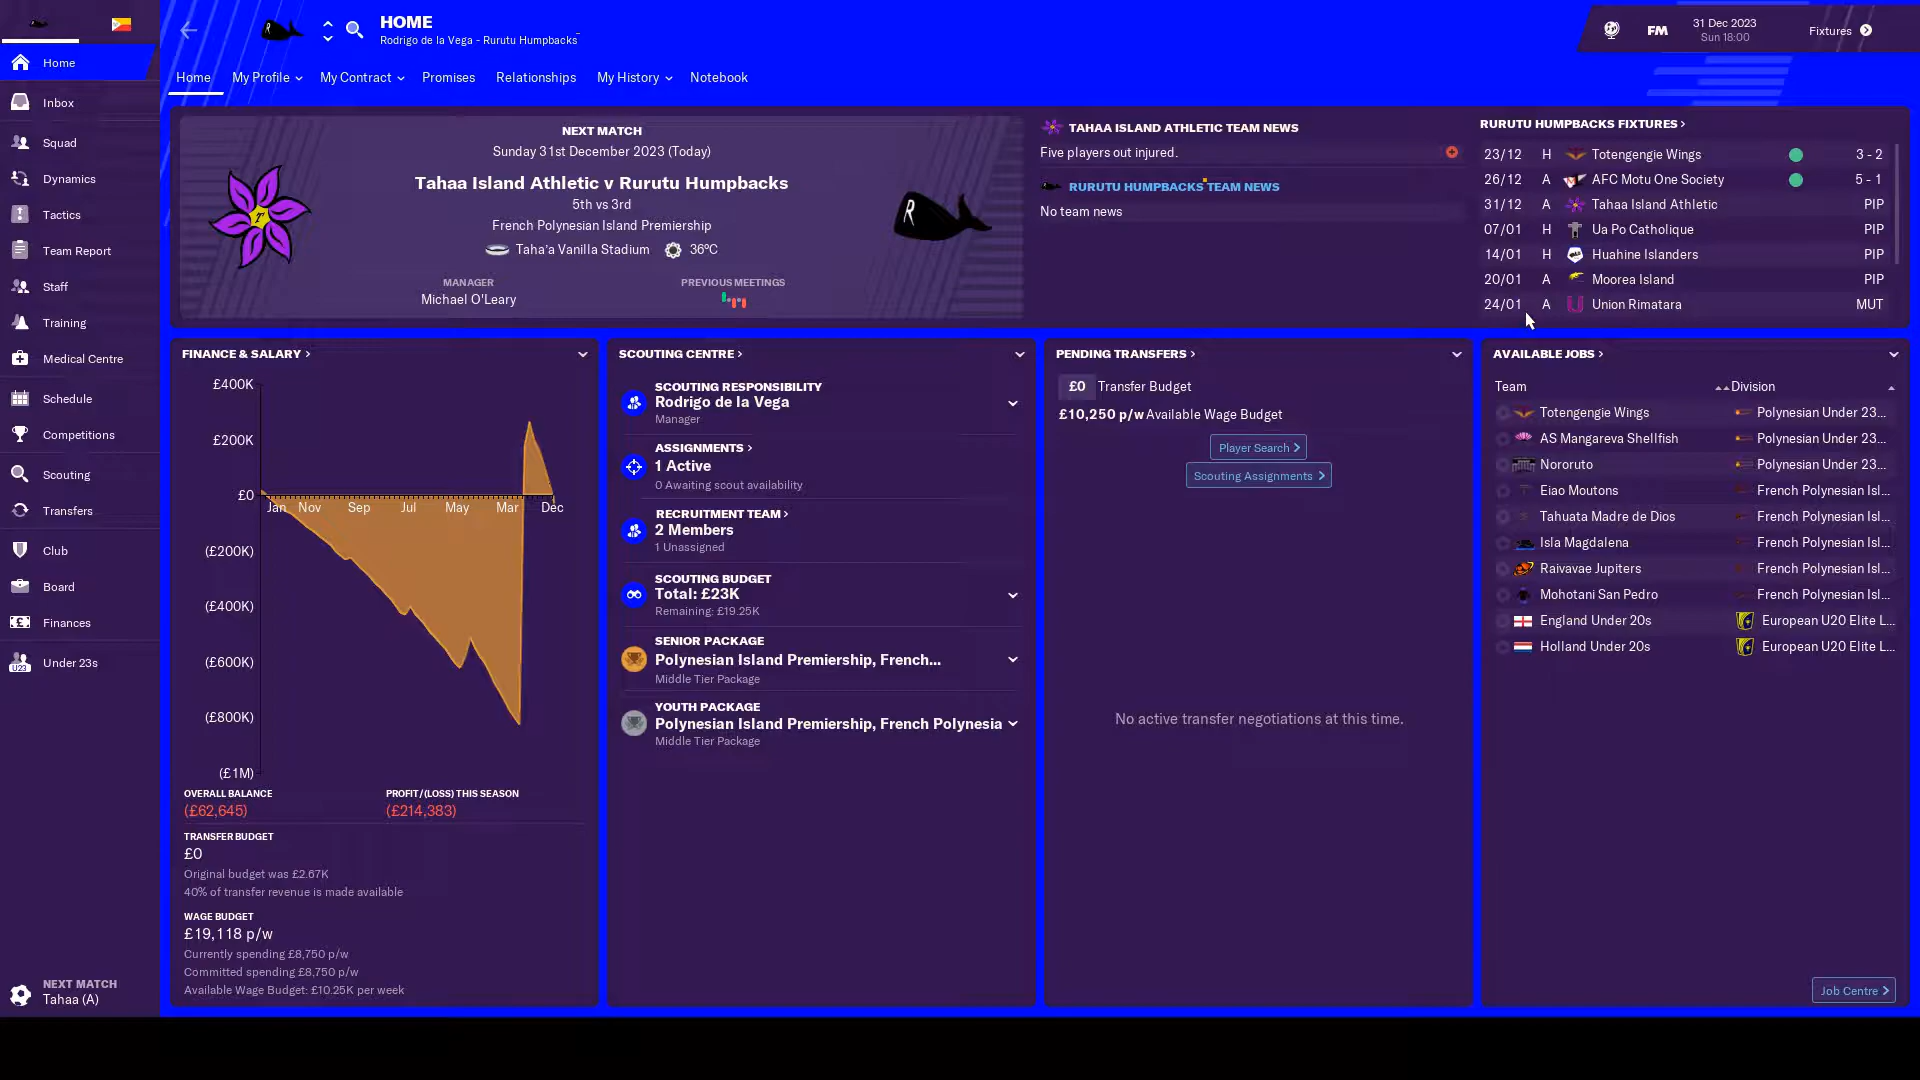 HOME
Rodrigo de la Vega - Rurutu Humpbacks
FM
31 Dec 2023
Sun 18:00
Fixtures
Home
Inbox
Squad
Dynamics
Tactics
Team Report
Staff
Training
Medical Centre
Schedule
Competitions
Scouting
Transfers
Club
Board
Finances
U23
Under 23s
NEXT MATCH
Tahaa (A)
Home
My Profile
My Contract
Promises
Relationships
My History
Notebook
NEXT MATCH
Sunday 31st December 2023 (Today)
Tahaa Island Athletic v Rurutu Humpbacks
5th vs 3rd
French Polynesian Island Premiership
Taha'a Vanilla Stadium 36°C
MANAGER
Michael O'Leary
PREVIOUS MEETINGS
T
R
TAHAA ISLAND ATHLETIC TEAM NEWS
Five players out injured.
RURUTU HUMPBACKS TEAM NEWS
No team news
RURUTU HUMPBACKS FIXTURES >
23/12 H Totengengie Wings 3 - 2
26/12 A AFC Motu One Society 5 - 1
31/12 A Tahaa Island Athletic PIP
07/01 H Ua Po Catholique PIP
14/01 H Huahine Islanders PIP
20/01 A Moorea Island PIP
24/01 A Union Rimatara MUT
FINANCE & SALARY >
£400K
£200K
£0
(£200K)
(£400K)
(£600K)
(£800K)
(£1M)
Jan Nov Sep Jul May Mar Dec
OVERALL BALANCE
(£62,645)
PROFIT/(LOSS) THIS SEASON
(£214,383)
TRANSFER BUDGET
£0
Original budget was £2.67K
40% of transfer revenue is made available
WAGE BUDGET
£19,118 p/w
Currently spending £8,750 p/w
Committed spending £8,750 p/w
Available Wage Budget: £10.25K per week
SCOUTING CENTRE >
SCOUTING RESPONSIBILITY
Rodrigo de la Vega
Manager
ASSIGNMENTS >
1 Active
0 Awaiting scout availability
RECRUITMENT TEAM >
2 Members
1 Unassigned
SCOUTING BUDGET
Total: £23K
Remaining: £19.25K
SENIOR PACKAGE
Polynesian Island Premiership, French...
Middle Tier Package
YOUTH PACKAGE
Polynesian Island Premiership, French Polynesia
Middle Tier Package
PENDING TRANSFERS >
£0 Transfer Budget
£10,250 p/w Available Wage Budget
Player Search >
Scouting Assignments >
No active transfer negotiations at this time.
AVAILABLE JOBS >
Team Division
Totengengie Wings Polynesian Under 23...
AS Mangareva Shellfish Polynesian Under 23...
Nororuto Polynesian Under 23...
Eiao Moutons French Polynesian Isl...
Tahuata Madre de Dios French Polynesian Isl...
Isla Magdalena French Polynesian Isl...
Raivavae Jupiters French Polynesian Isl...
Mohotani San Pedro French Polynesian Isl...
England Under 20s European U20 Elite L...
Holland Under 20s European U20 Elite L...
Job Centre >